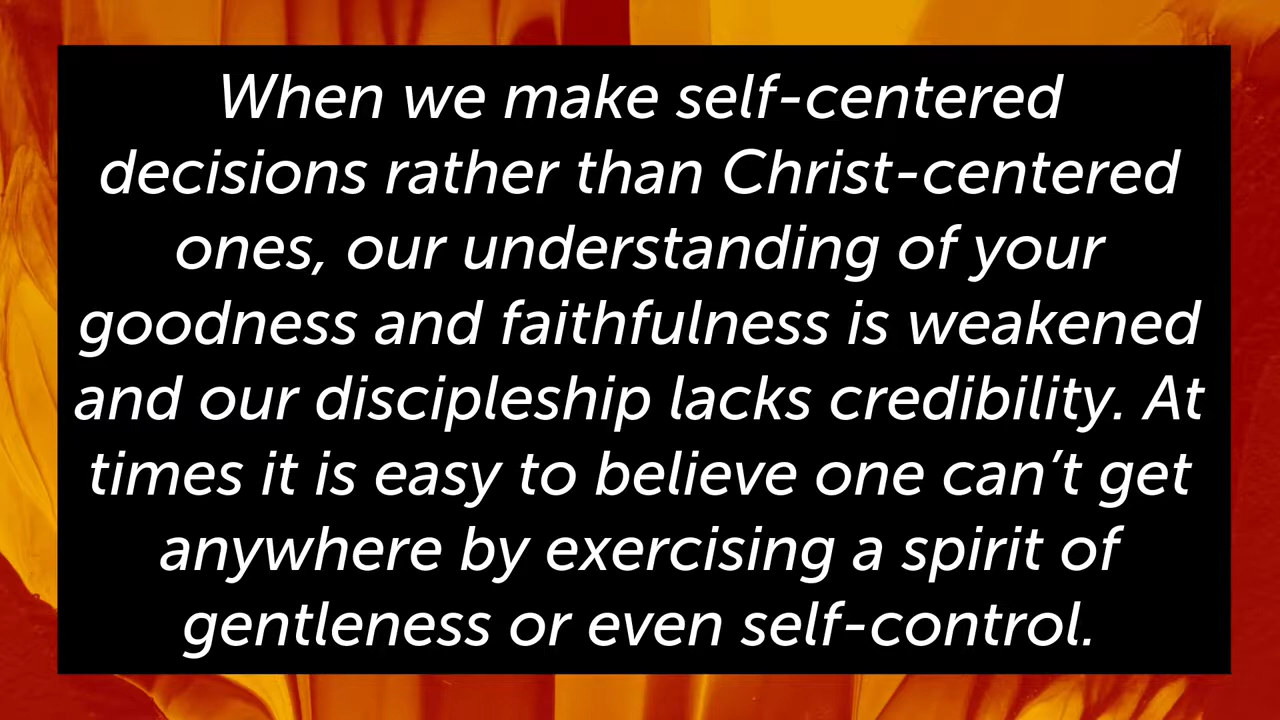 When we make self-centered
decisions rather than Christ-centered
ones, our understanding of your
goodness and faithfulness is weakened
and our discipleship lacks credibility. At
times it is easy to believe one can’t get
anywhere by exercising a spirit of
gentleness or even self-control.